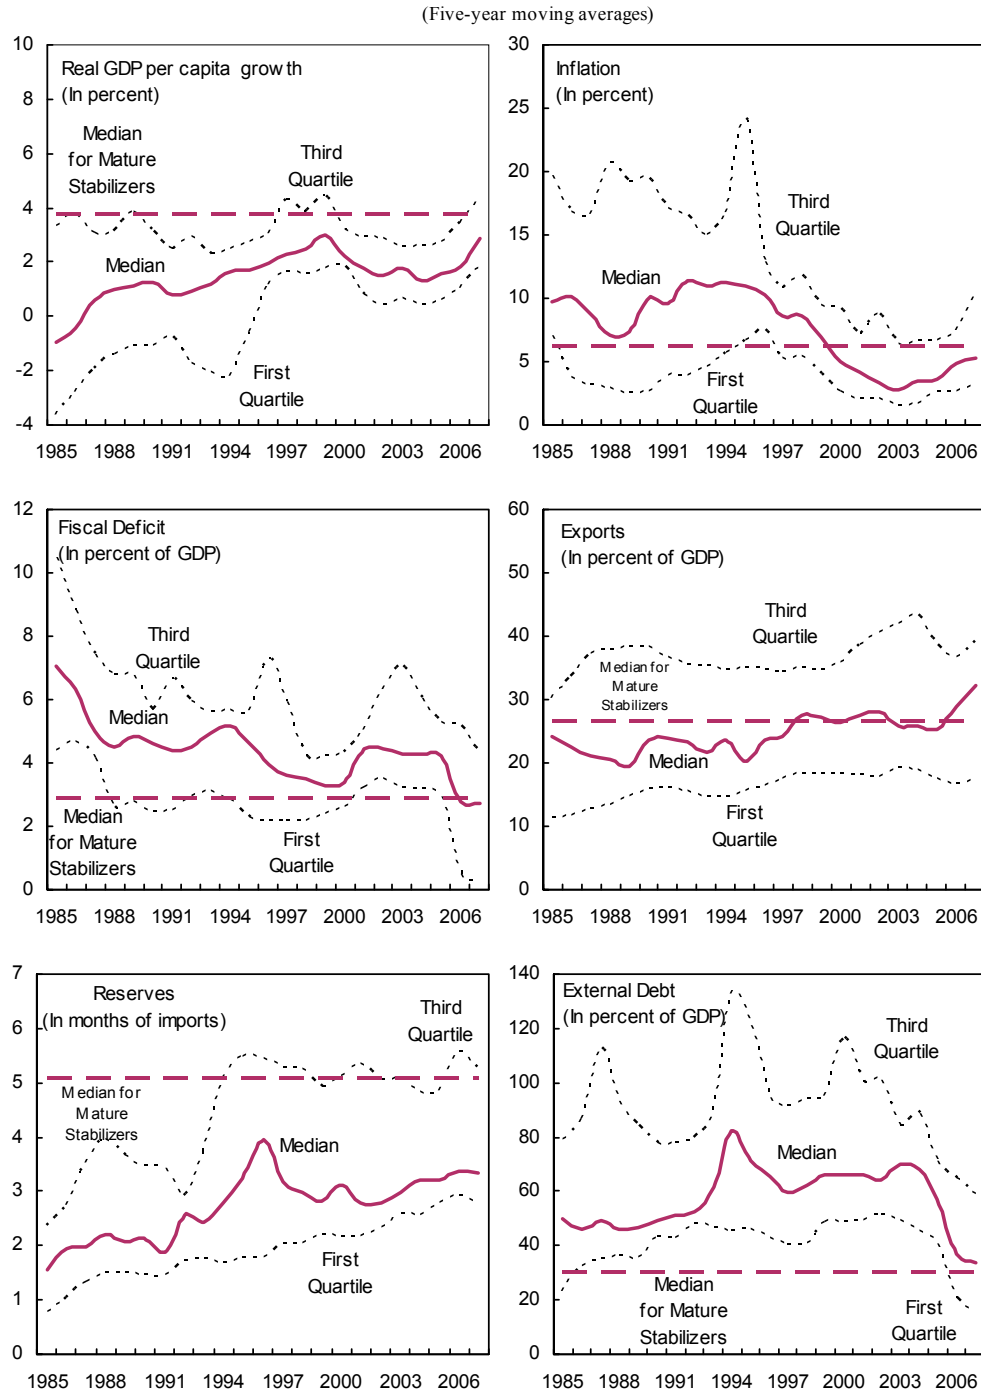 (Five-year moving averages)
10
8
6
4
2
0
-2
-4
Real GDP per capita growth
(In percent)
Median
for Mature
Stabilizers
Third
Quartile
Median
First
Quartile
1985 1988 1991 1994 1997 2000 2003 2006
30
25
20
15
10
5
0
Inflation
(In percent)
Third
Quartile
Median
First
Quartile
1985 1988 1991 1994 1997 2000 2003 2006
12
10
8
6
4
2
0
Fiscal Deficit
(In percent of GDP)
Third
Quartile
Median
Median
for Mature
Stabilizers
First
Quartile
1985 1988 1991 1994 1997 2000 2003 2006
60
50
40
30
20
10
0
Exports
(In percent of GDP)
Third
Quartile
Median for
Mature
Stabilizers
Median
First
Quartile
1985 1988 1991 1994 1997 2000 2003 2006
7
6
5
4
3
2
1
0
Reserves
(In months of imports)
Third
Quartile
Median for
Mature
Stabilizers
Median
First
Quartile
1985 1988 1991 1994 1997 2000 2003 2006
140
120
100
80
60
40
20
0
External Debt
(In percent of GDP)
Third
Quartile
Median
Median
for Mature
Stabilizers
First
Quartile
1985 1988 1991 1994 1997 2000 2003 2006